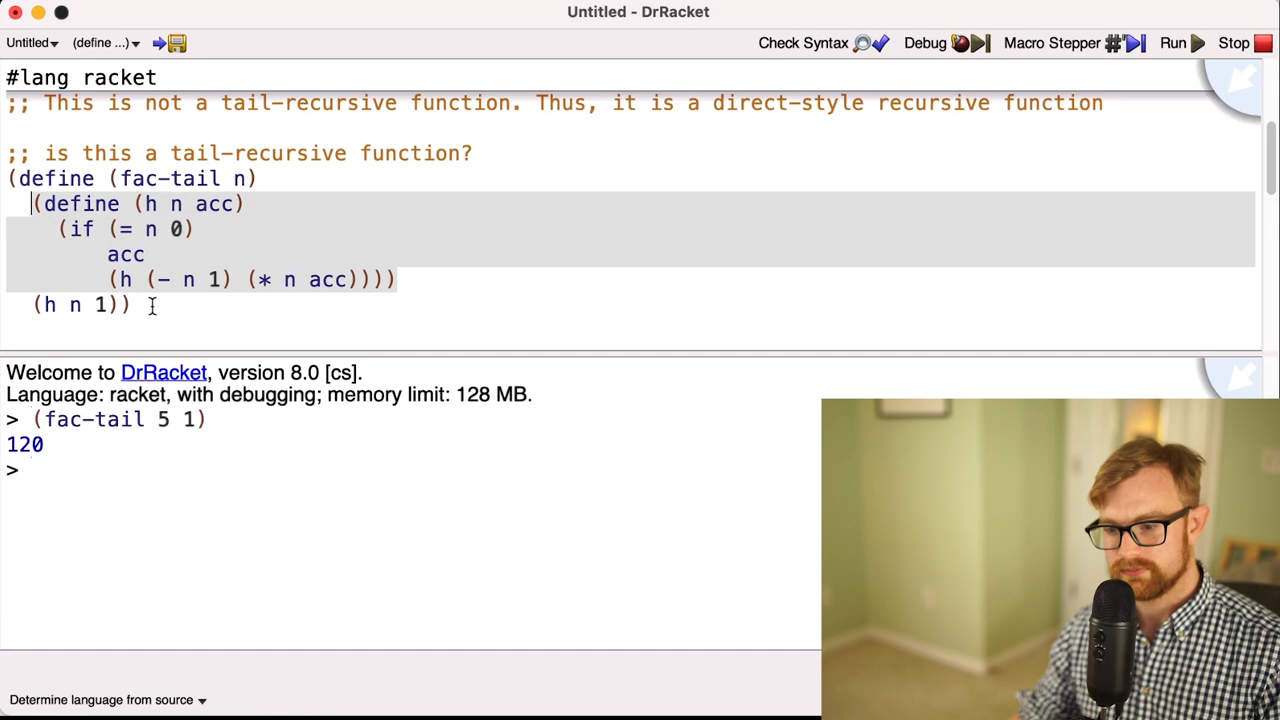 Untitled - DrRacket
Untitled (define ...) Check Syntax Debug Macro Stepper Run Stop
#lang racket
;; This is not a tail-recursive function. Thus, it is a direct-style recursive function
;; is this a tail-recursive function?
(define (fac-tail n)
(define (h n acc)
(if (= n 0)
acc
(h (- n 1) (* n acc))))
(h n 1))
Welcome to DrRacket, version 8.0 [cs].
Language: racket, with debugging; memory limit: 128 MB.
> (fac-tail 5 1)
120
>
Determine language from source